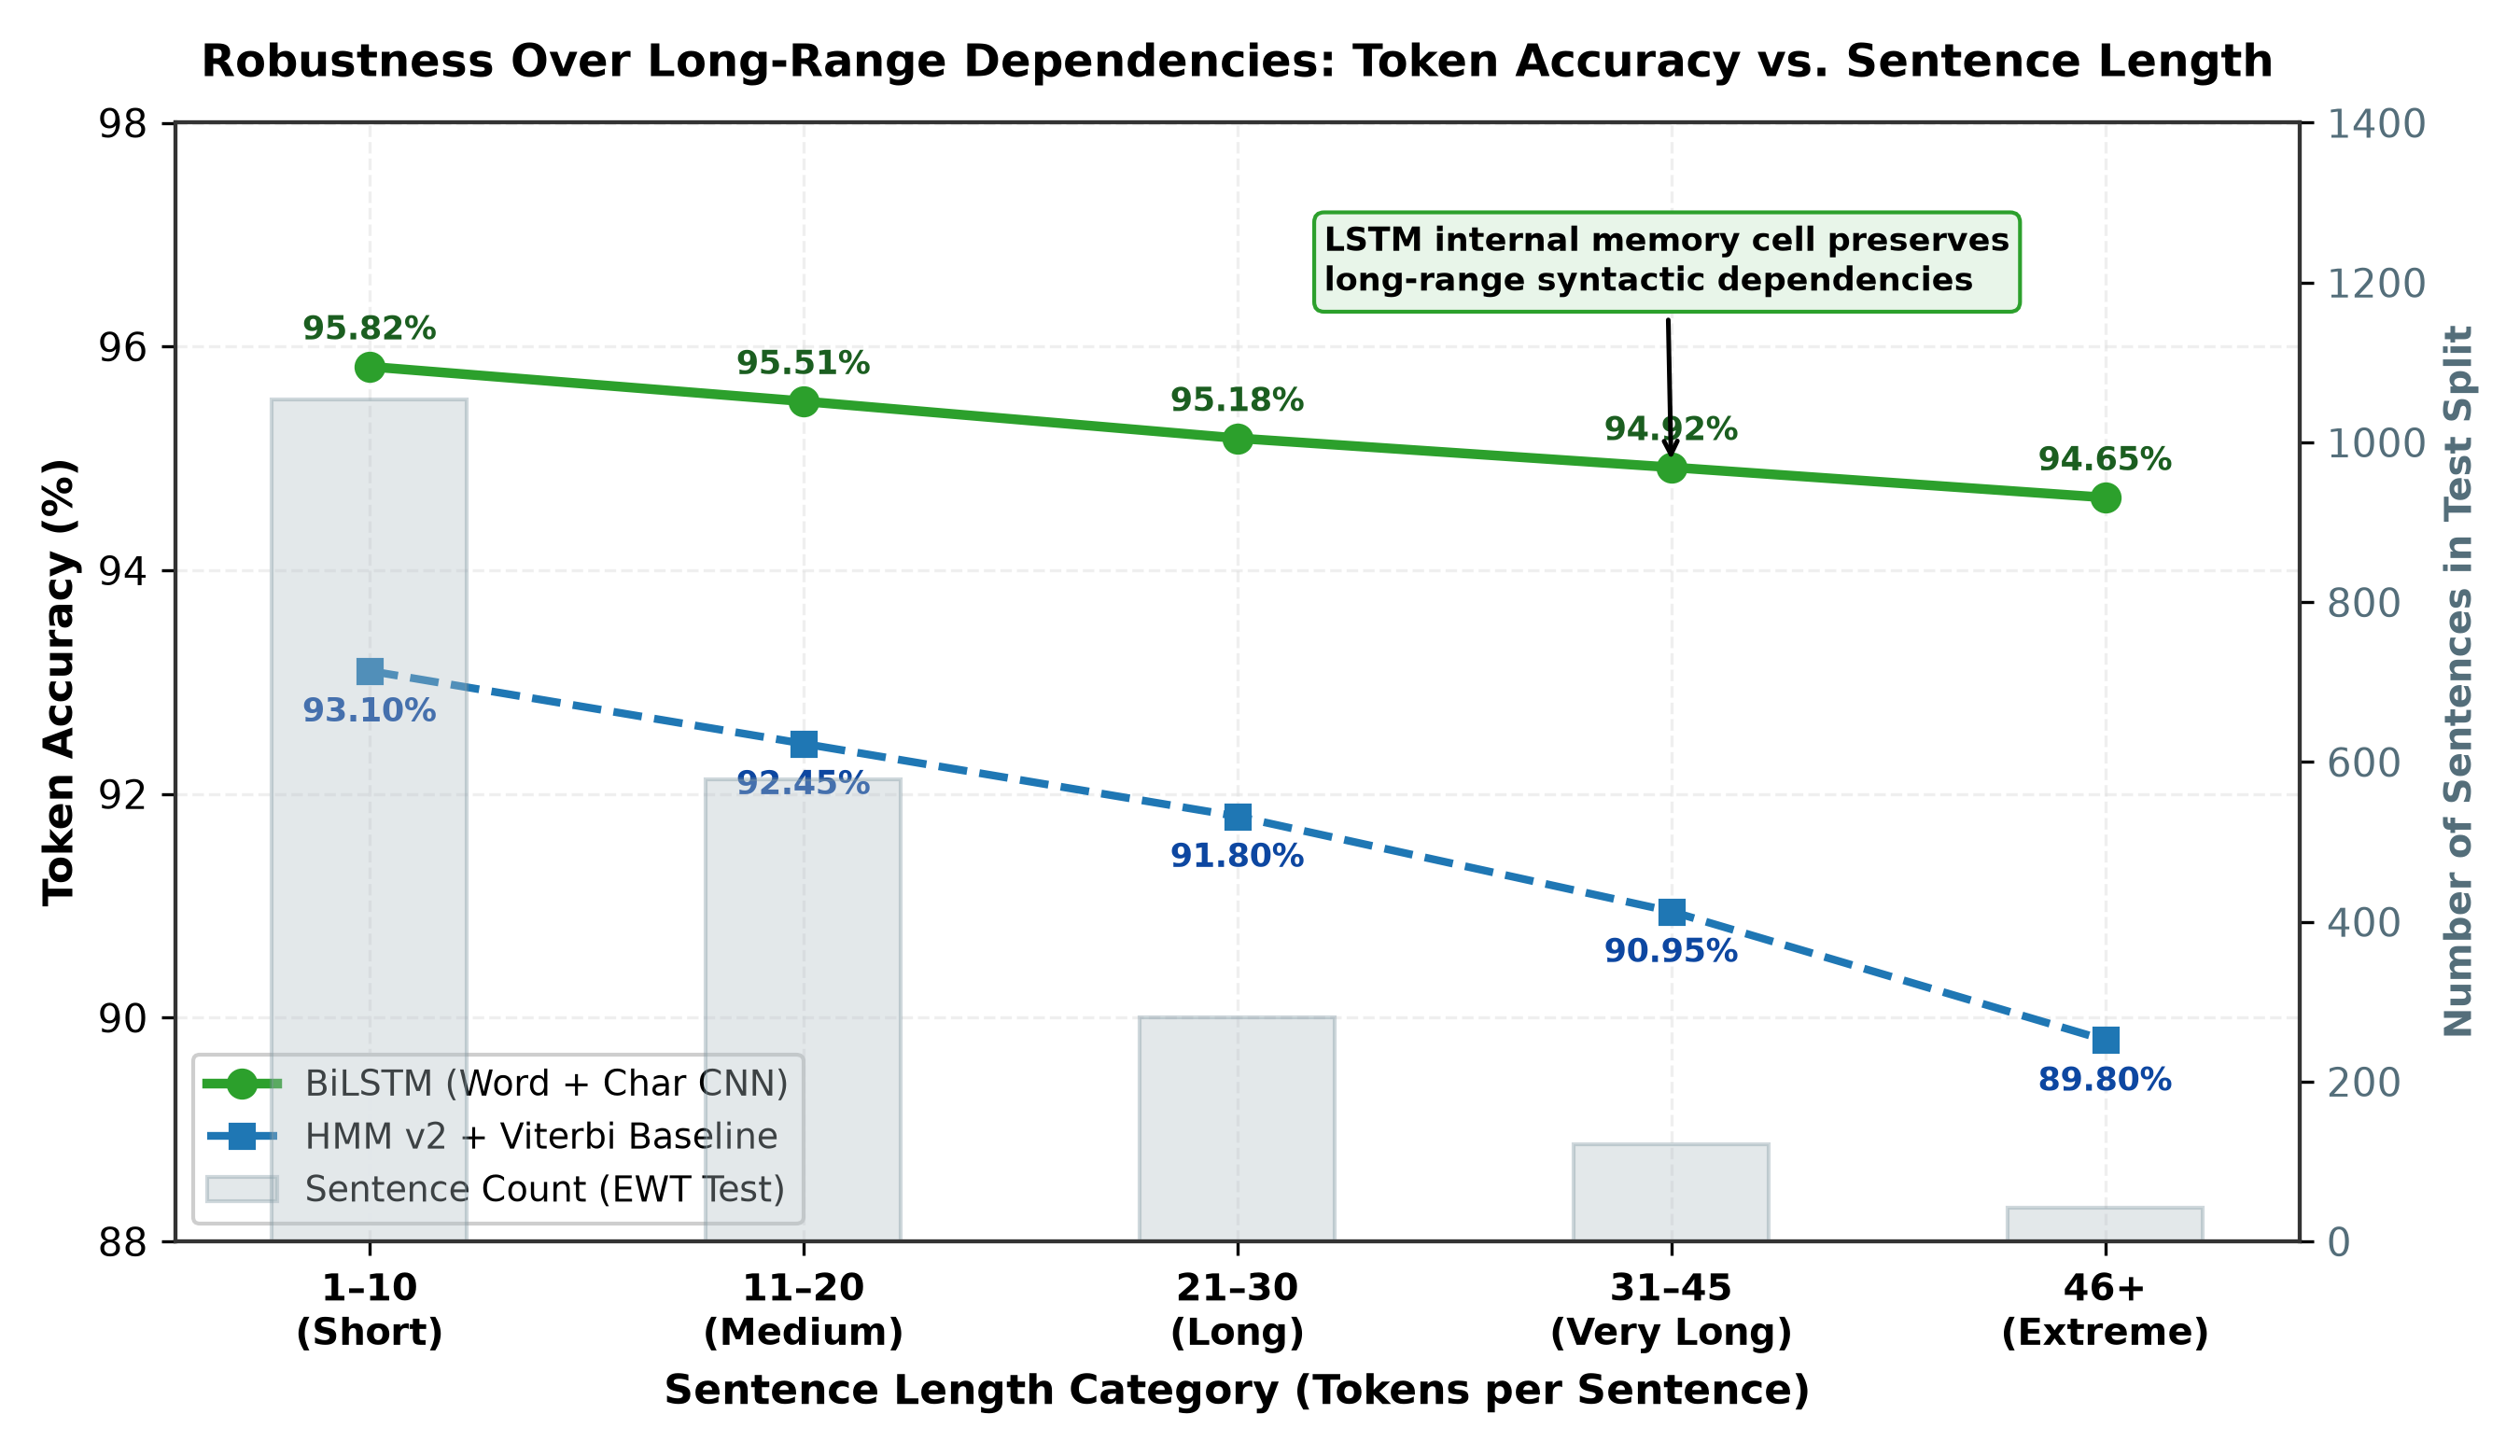 Robustness Over Long-Range Dependencies: Token Accuracy vs. Sentence Length
Token Accuracy (%)
98
96
94
92
90
88
1400
1200
1000
800
600
400
200
0
Number of Sentences in Test Split
LSTM internal memory cell preserves
long-range syntactic dependencies
95.82%
95.51%
95.18%
94.92%
94.65%
93.10%
92.45%
91.80%
90.95%
89.80%
BiLSTM (Word + Char CNN)
HMM v2 + Viterbi Baseline
Sentence Count (EWT Test)
1–10
(Short)
11–20
(Medium)
21–30
(Long)
31–45
(Very Long)
46+
(Extreme)
Sentence Length Category (Tokens per Sentence)